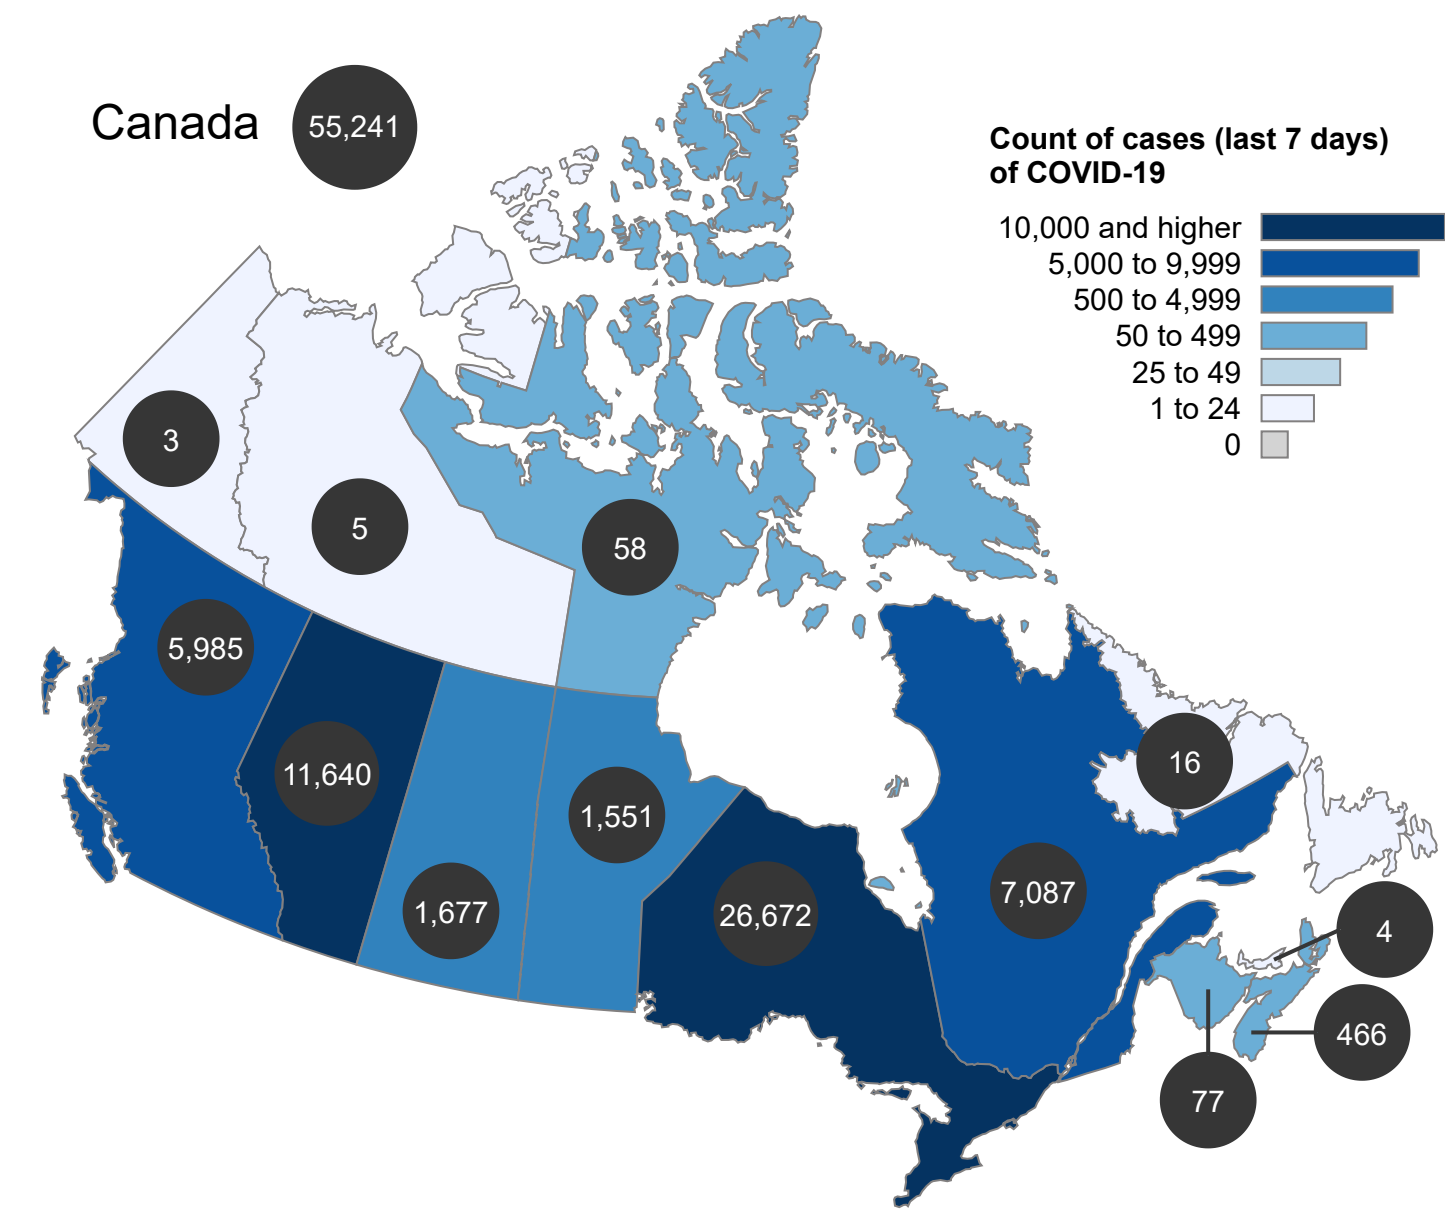 Canada
55,241
Count of cases (last 7 days)
of COVID-19
10,000 and higher
5,000 to 9,999
500 to 4,999
50 to 499
25 to 49
1 to 24
0
3
5
58
5,985
11,640
1,677
1,551
26,672
7,087
16
4
466
77